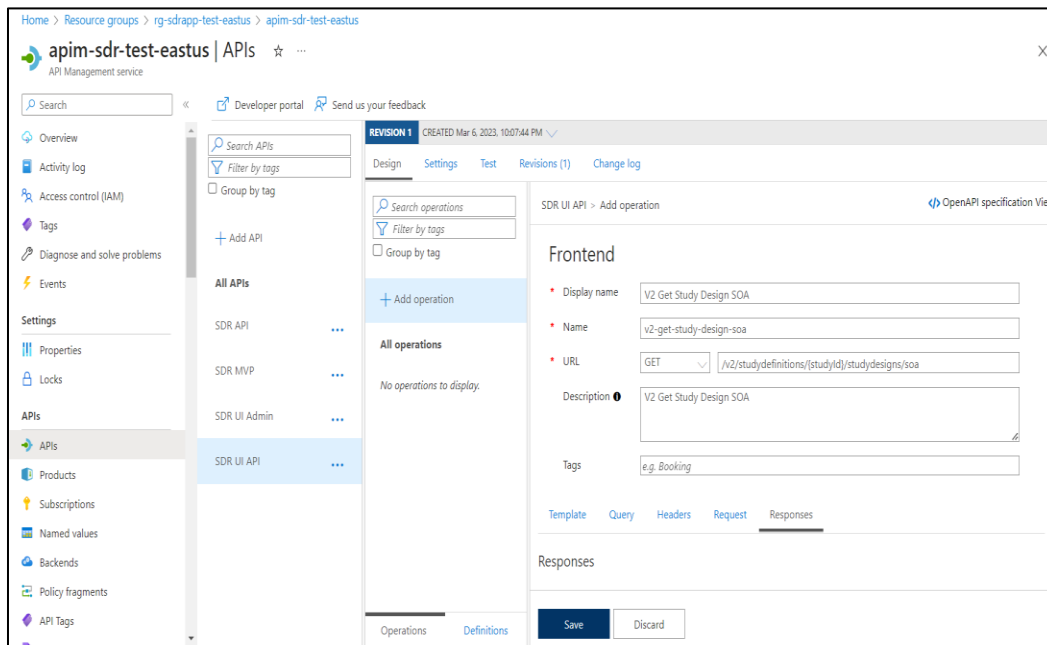 Home > Resource groups > rg-sdrapp-test-eastus > apim-sdr-test-eastus
apim-sdr-test-eastus | APIs
API Management service
Search
Overview
Activity log
Access control (IAM)
Tags
Diagnose and solve problems
Events
Settings
Properties
Locks
APIs
APIs
Products
Subscriptions
Named values
Backends
Policy fragments
API Tags
Developer portal
Send us your feedback
Search APIs
Filter by tags
Group by tag
+ Add API
All APIs
SDR API
SDR MVP
SDR UI Admin
SDR UI API
REVISION 1 CREATED Mar 6, 2023, 10:07:44 PM
Design Settings Test Revisions (1) Change log
Search operations
Filter by tags
Group by tag
+ Add operation
All operations
No operations to display.
Operations Definitions
SDR UI API > Add operation
</> OpenAPI specification Vie
Frontend
* Display name V2 Get Study Design SOA
* Name v2-get-study-design-soa
* URL GET /v2/studydefinitions/{studyId}/studydesigns/soa
Description V2 Get Study Design SOA
Tags e.g. Booking
Template Query Headers Request Responses
Responses
Save Discard